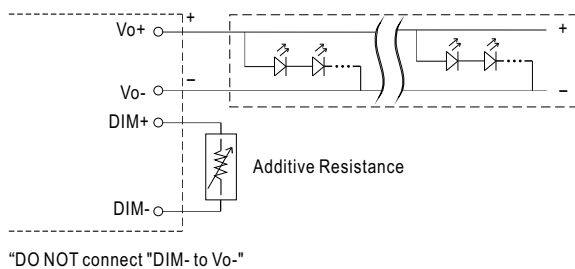 Vo+
+
+
Vo-
−
−
DIM+
Additive Resistance
DIM-
“DO NOT connect "DIM- to Vo-"